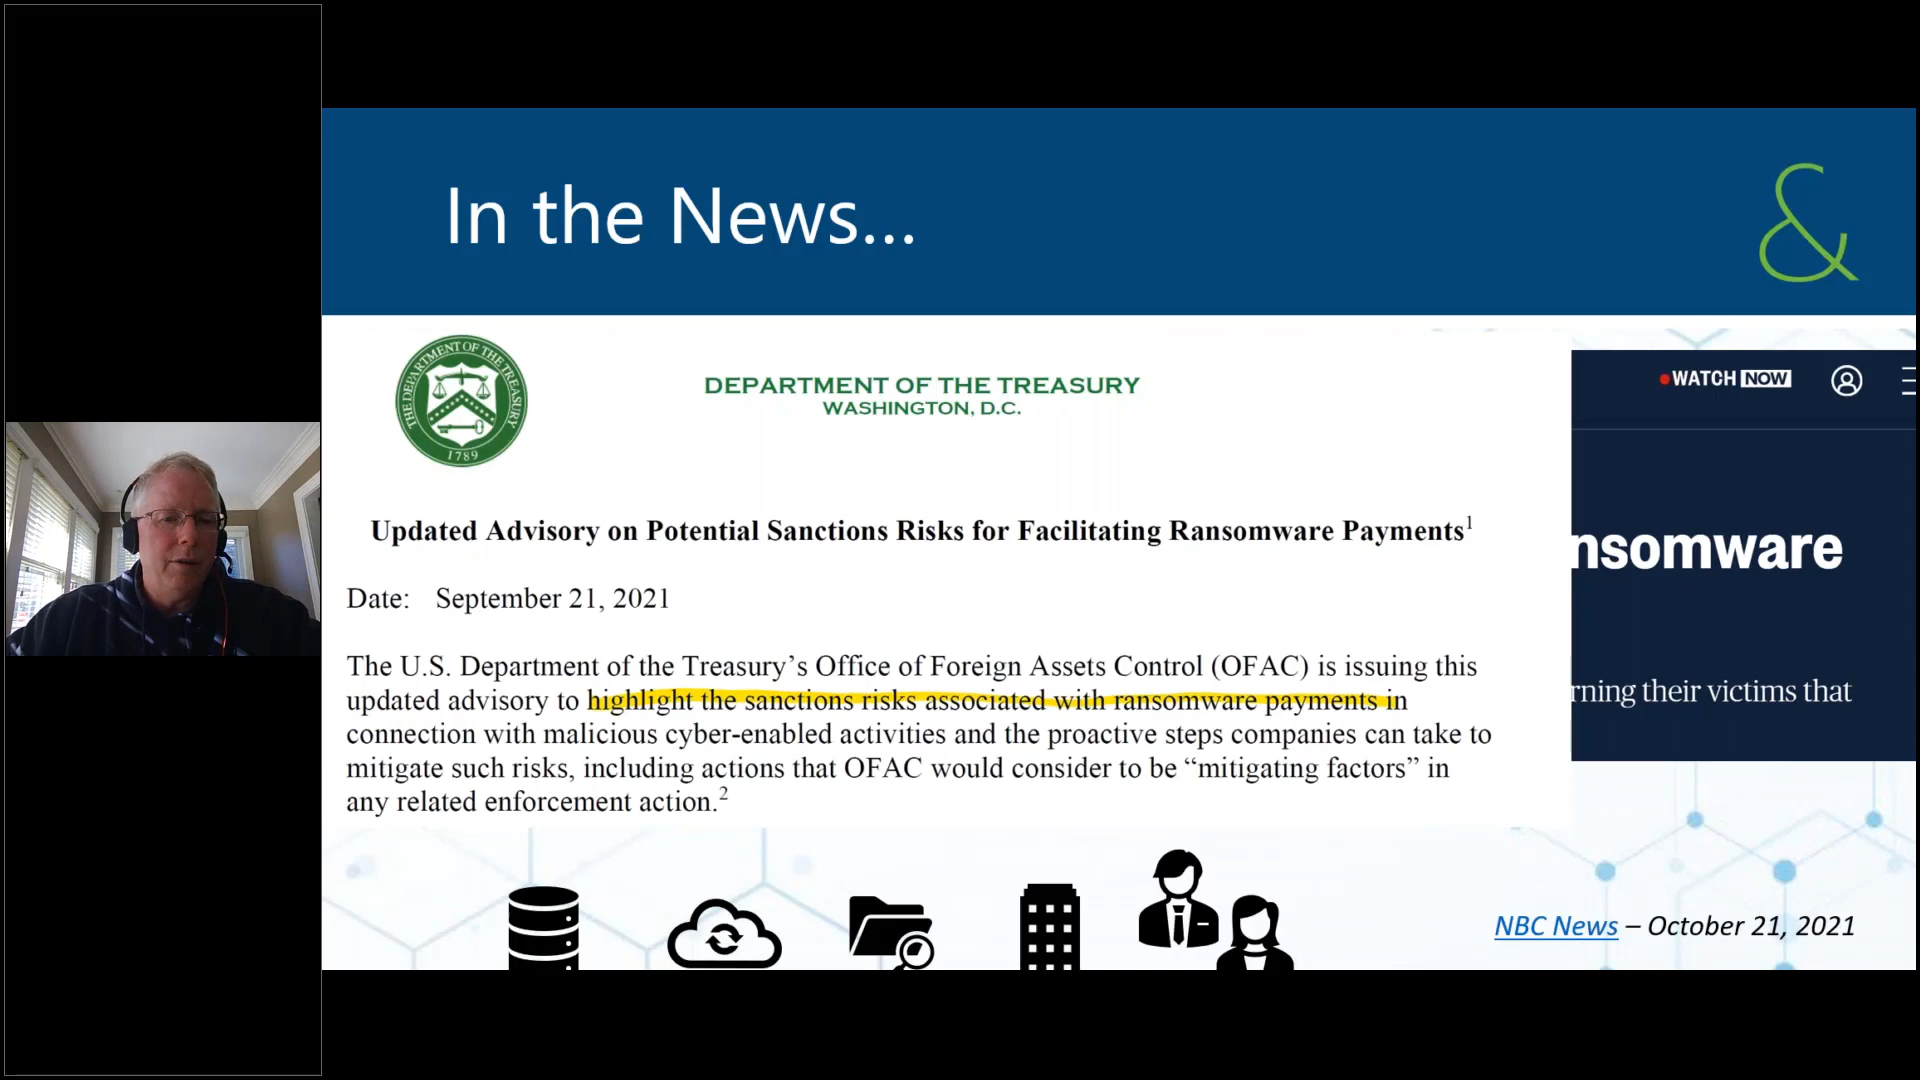 In the News...
&
THE DEPARTMENT OF THE TREASURY
1789
DEPARTMENT OF THE TREASURY
WASHINGTON, D.C.
WATCH NOW
Updated Advisory on Potential Sanctions Risks for Facilitating Ransomware Payments1
nsomware
Date: September 21, 2021
The U.S. Department of the Treasury’s Office of Foreign Assets Control (OFAC) is issuing this
updated advisory to highlight the sanctions risks associated with ransomware payments in
connection with malicious cyber-enabled activities and the proactive steps companies can take to
mitigate such risks, including actions that OFAC would consider to be “mitigating factors” in
any related enforcement action.2
rning their victims that
NBC News – October 21, 2021